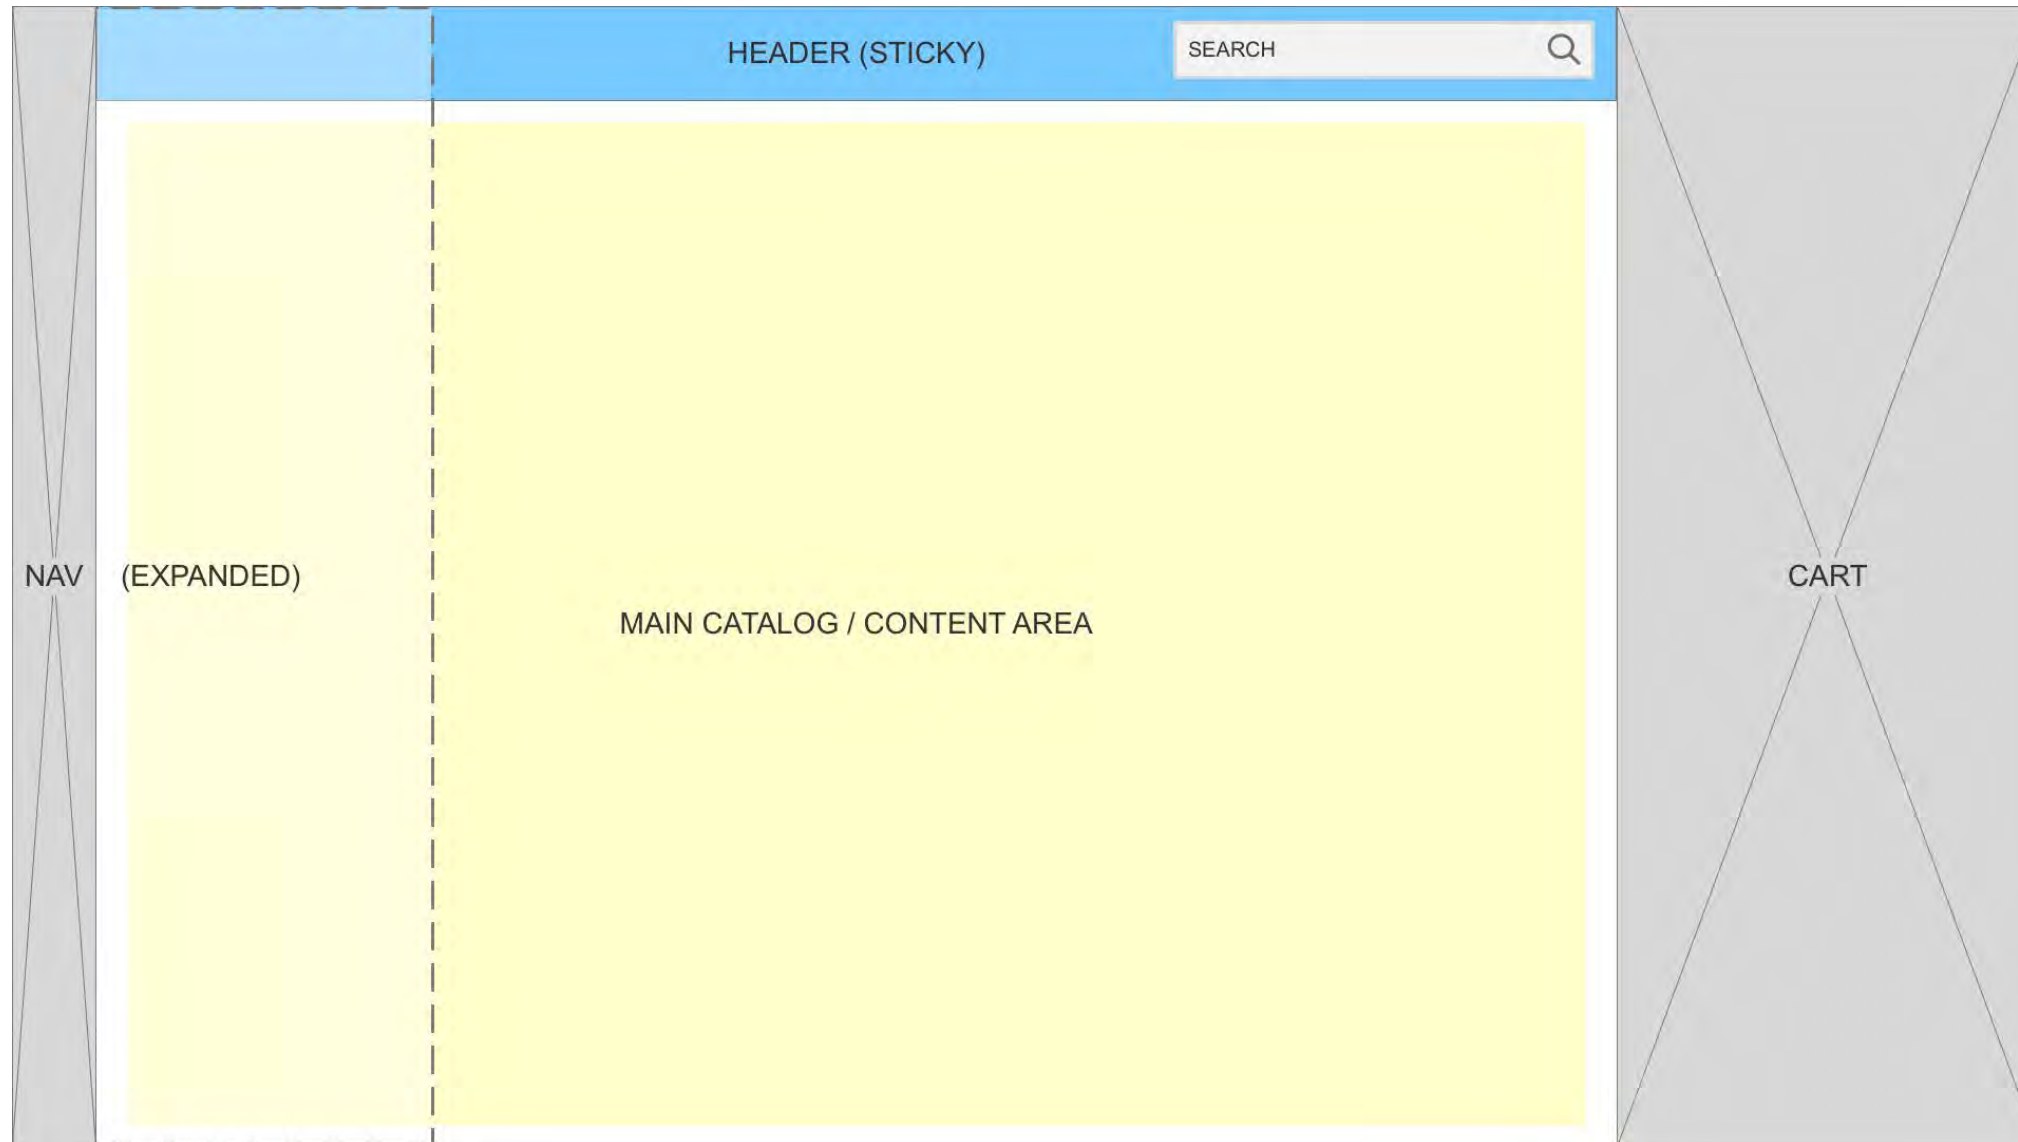 HEADER (STICKY)
SEARCH
NAV
(EXPANDED)
CART
MAIN CATALOG / CONTENT AREA